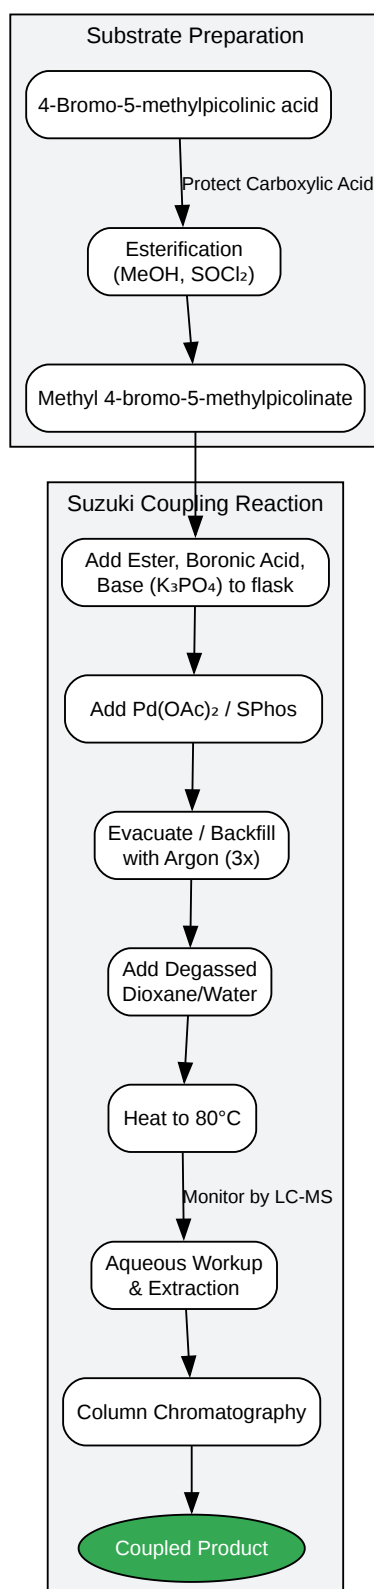 Substrate Preparation
4-Bromo-5-methylpicolinic acid
Protect Carboxylic Acid
Esterification
(MeOH, SOCl₂)
Methyl 4-bromo-5-methylpicolinate
Suzuki Coupling Reaction
Add Ester, Boronic Acid,
Base (K₃PO₄) to flask
Add Pd(OAc)₂ / SPhos
Evacuate / Backfill
with Argon (3x)
Add Degassed
Dioxane/Water
Heat to 80°C
Monitor by LC-MS
Aqueous Workup
& Extraction
Column Chromatography
Coupled Product